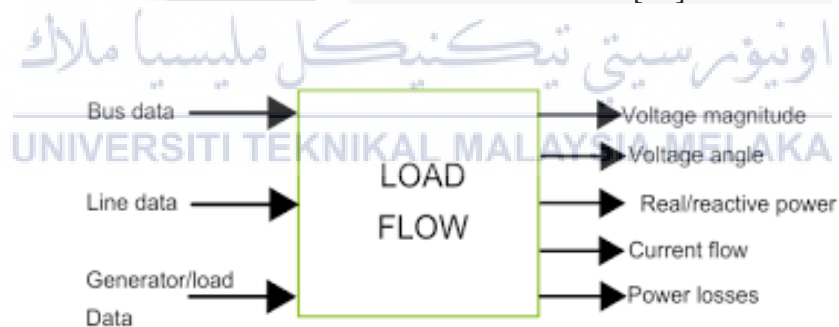 اونيورسيتي تيكنيكل مليسيا ملاك
UNIVERSITI TEKNIKAL MALAYSIA MELAKA
Bus data
Line data
Generator/load
Data
LOAD
FLOW
Voltage magnitude
Voltage angle
Real/reactive power
Current flow
Power losses